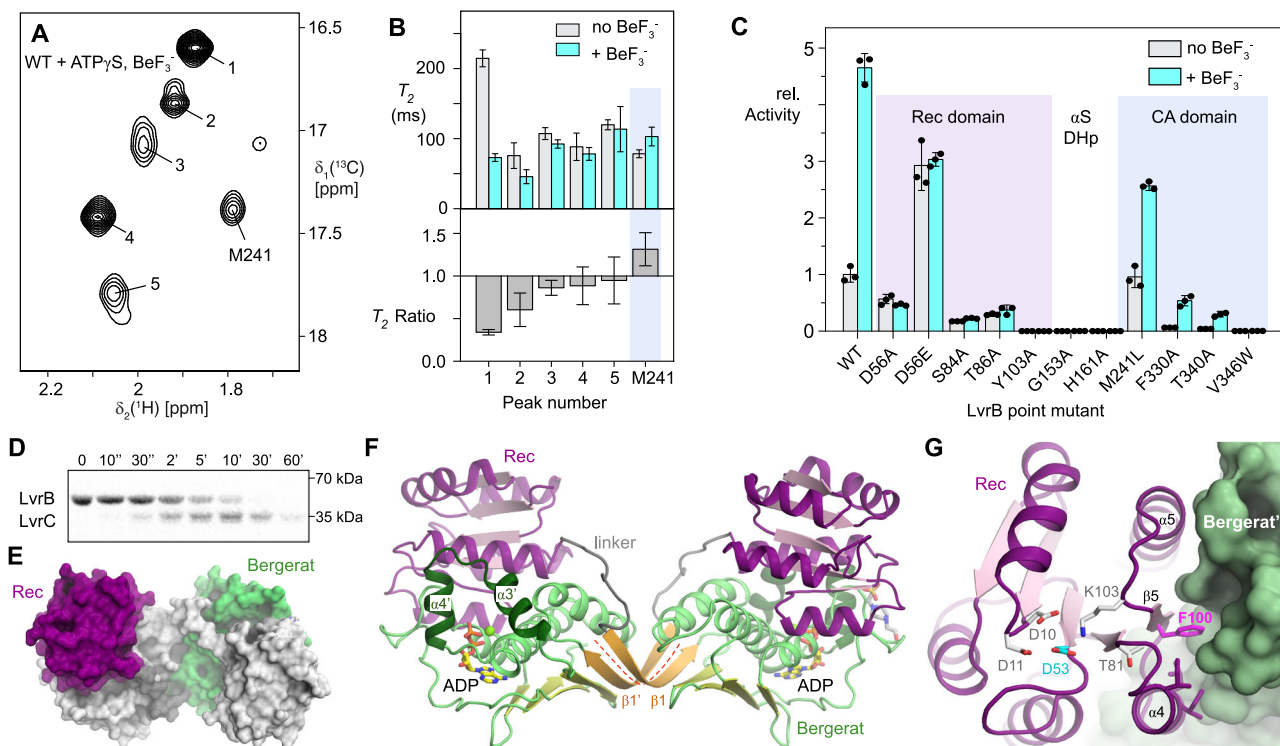 A
WT + ATPγS, BeF₃⁻
1
2
3
4
5
M241
16.5
17
δ₁(¹³C)
[ppm]
17.5
18
2.2
2
1.8
δ₂(¹H) [ppm]
B
no BeF₃⁻
+ BeF₃⁻
200
T₂
(ms)
100
0
1.5
1.0
T₂ Ratio
0.0
1 2 3 4 5 M241
Peak number
C
no BeF₃⁻
+ BeF₃⁻
5
rel.
Activity
4
3
2
1
0
Rec domain
αS
DHp
CA domain
WT
D56A
D56E
S84A
T86A
Y103A
G153A
H161A
M241L
F330A
T340A
V346W
LvrB point mutant
D
0 10'' 30'' 2' 5' 10' 30' 60'
70 kDa
LvrB
LvrC
35 kDa
E
Rec
Bergerat
F
Rec
linker
α4'
α3'
ADP
β1'
β1
ADP
Bergerat
G
Rec
α5
Bergerat'
K103
β5
F100
D10
D11
D53
T81
α4